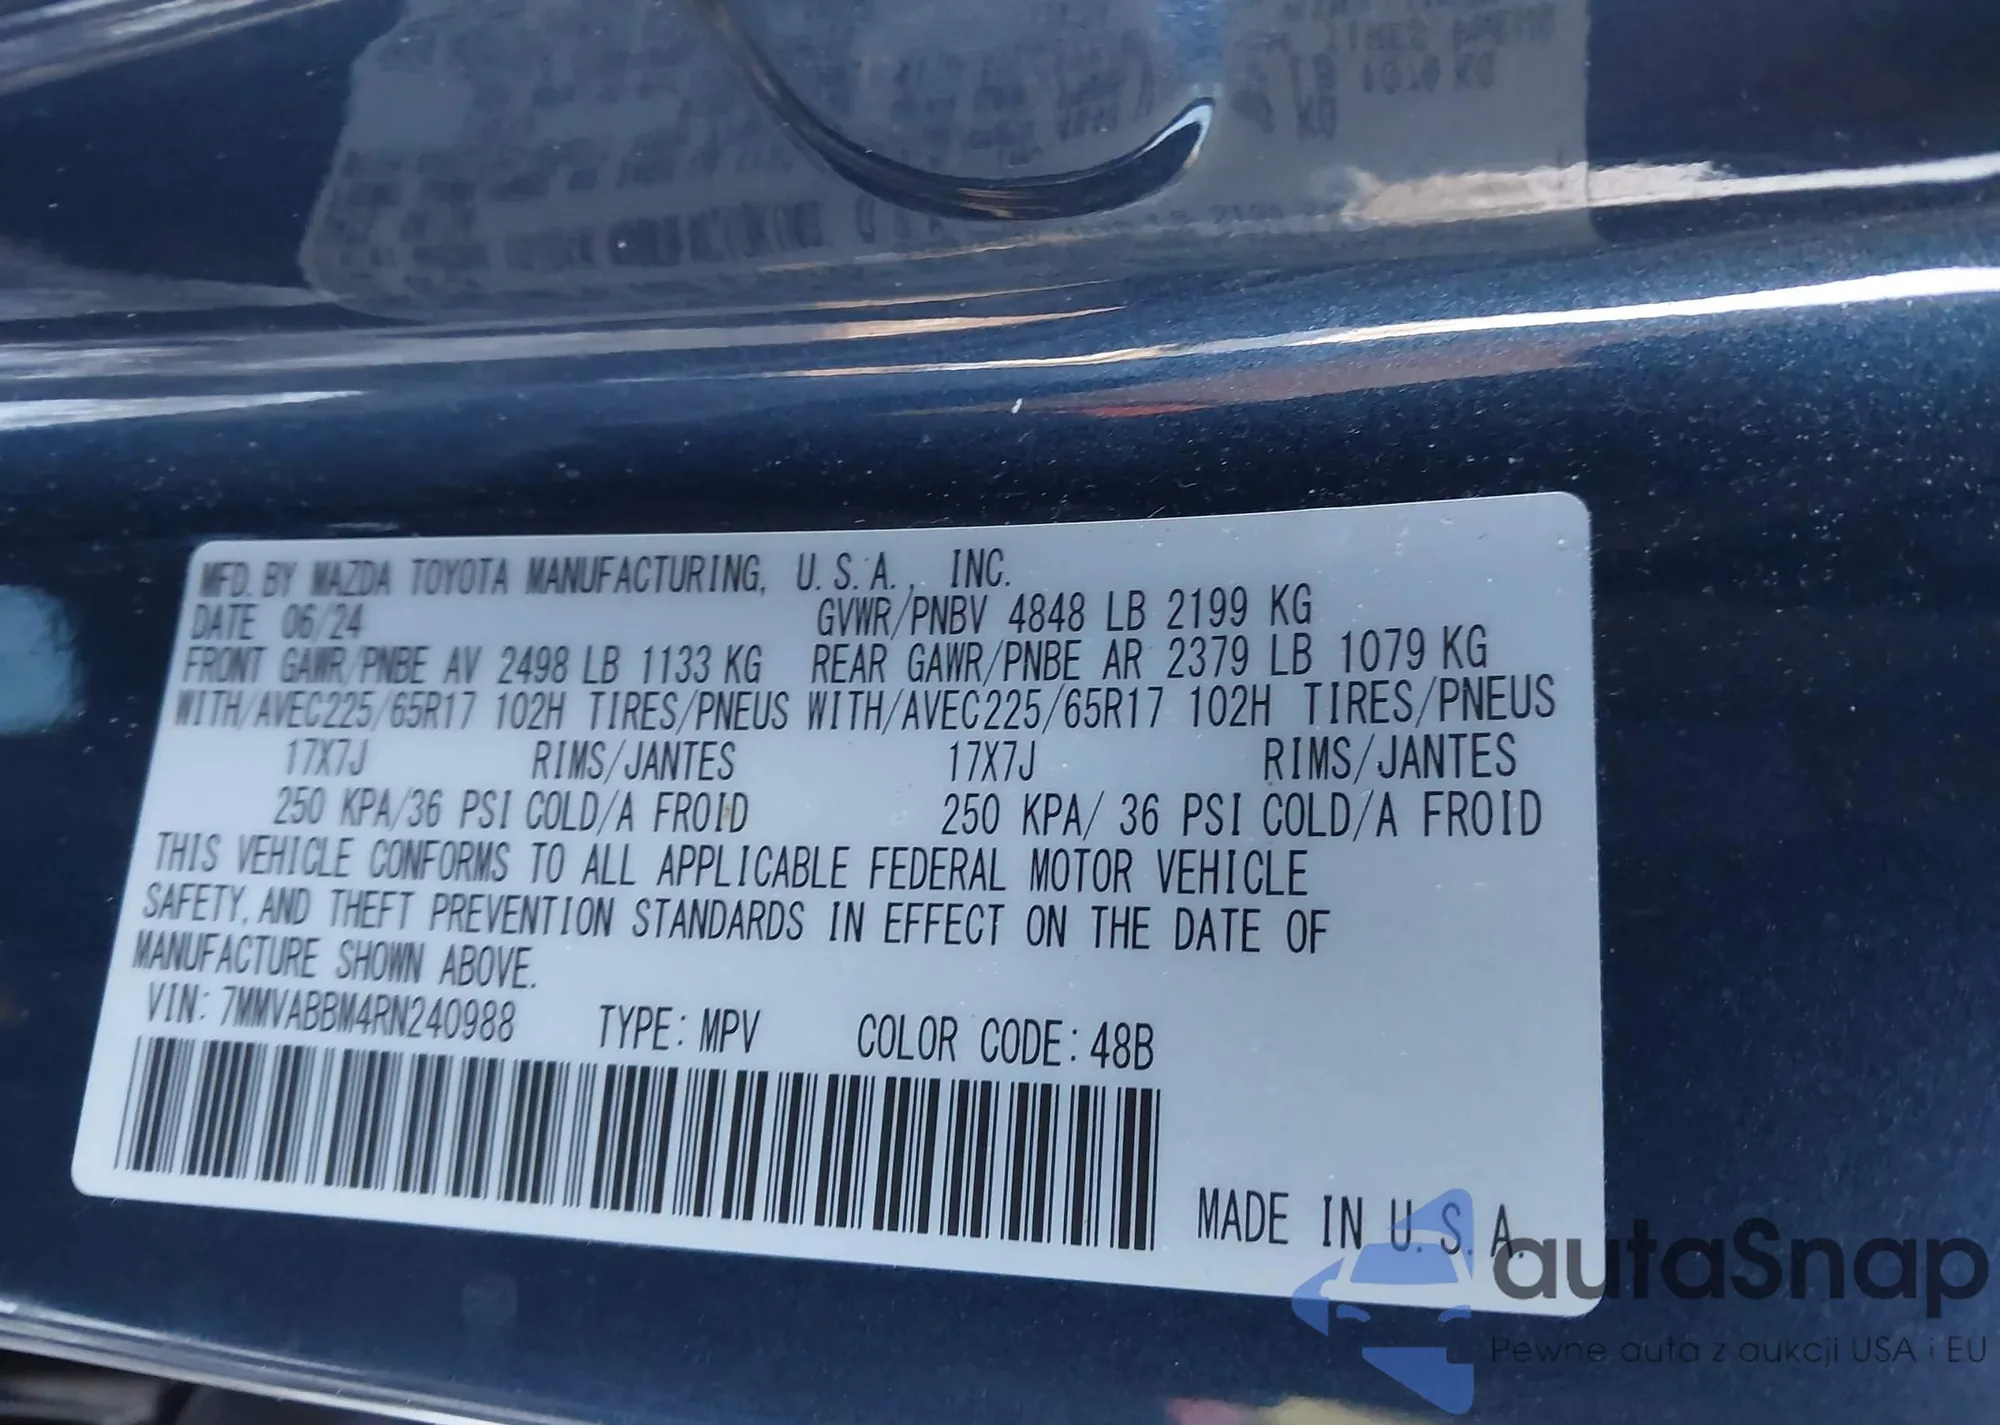 MFD. BY MAZDA TOYOTA MANUFACTURING, U.S.A., INC.
DATE 06/24 GVWR/PNBV 4848 LB 2199 KG
FRONT GAWR/PNBE AV 2498 LB 1133 KG REAR GAWR/PNBE AR 2379 LB 1079 KG
WITH/AVEC225/65R17 102H TIRES/PNEUS WITH/AVEC225/65R17 102H TIRES/PNEUS
17X7J RIMS/JANTES 17X7J RIMS/JANTES
250 KPA/36 PSI COLD/A FROID 250 KPA/ 36 PSI COLD/A FROID
THIS VEHICLE CONFORMS TO ALL APPLICABLE FEDERAL MOTOR VEHICLE
SAFETY, AND THEFT PREVENTION STANDARDS IN EFFECT ON THE DATE OF
MANUFACTURE SHOWN ABOVE.
VIN: 7MMVABBM4RN240988 TYPE: MPV COLOR CODE: 48B
MADE IN U.S.A.
autaSnap
Pewne auta z aukcji USA i EU